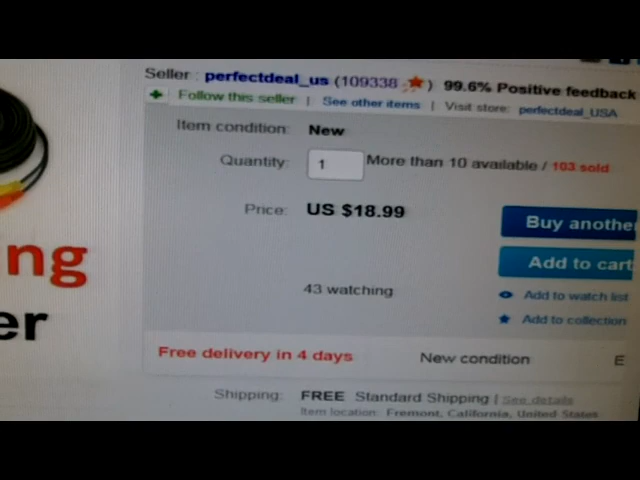 Seller : perfectdeal_us (109338 ) 99.6% Positive feedback
Follow this seller | See other items | Visit store: perfectdeal_USA
Item condition: New
Quantity: 1 More than 10 available / 103 sold
Price: US $18.99
Buy another
Add to cart
ng
er
43 watching
Add to watch list
Add to collection
Free delivery in 4 days New condition E
Shipping: FREE Standard Shipping | See details
Item location: Fremont, California, United States